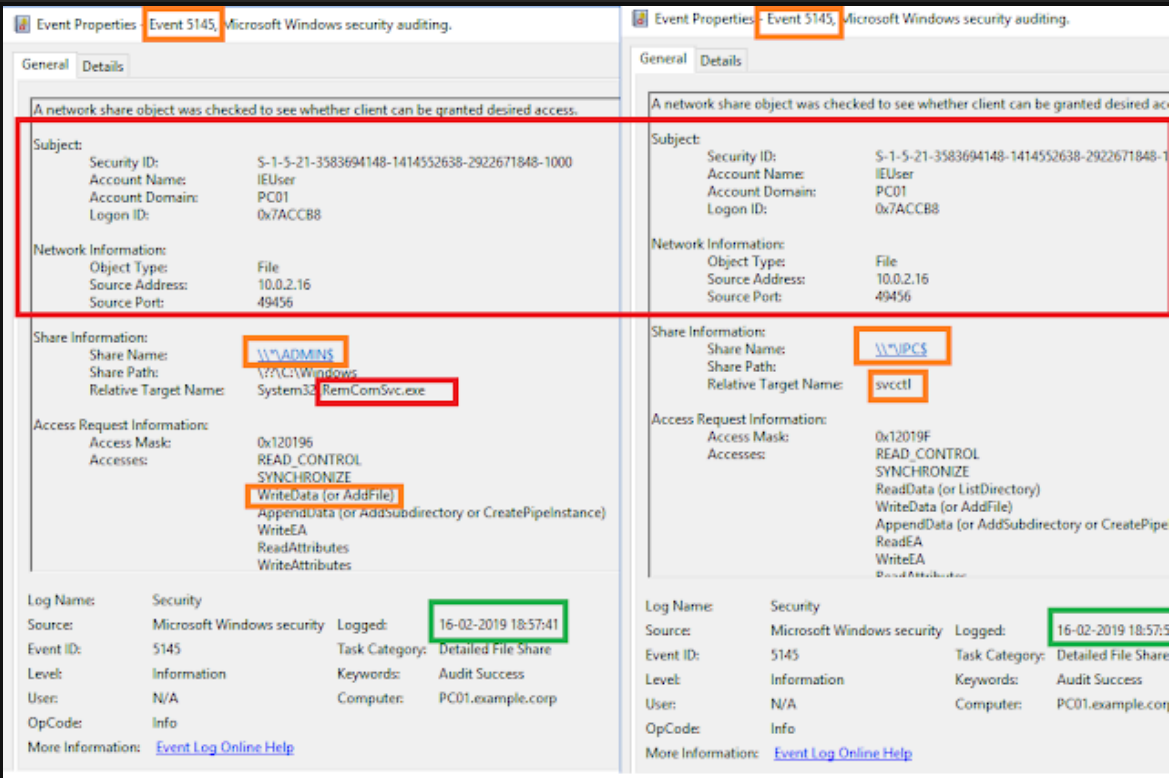 Event Properties - Event 5145, Microsoft Windows security auditing.
General Details
A network share object was checked to see whether client can be granted desired access.
Subject:
Security ID: S-1-5-21-3583694148-1414552638-2922671848-1000
Account Name: IEUser
Account Domain: PC01
Logon ID: 0x7ACCB8
Network Information:
Object Type: File
Source Address: 10.0.2.16
Source Port: 49456
Share Information:
Share Name: \\*\ADMIN$
Share Path: \??\C:\Windows
Relative Target Name: System32\RemComSvc.exe
Access Request Information:
Access Mask: 0x120196
Accesses: READ_CONTROL
SYNCHRONIZE
WriteData (or AddFile)
AppendData (or AddSubdirectory or CreatePipeInstance)
WriteEA
ReadAttributes
WriteAttributes
Log Name: Security
Source: Microsoft Windows security Logged: 16-02-2019 18:57:41
Event ID: 5145 Task Category: Detailed File Share
Level: Information Keywords: Audit Success
User: N/A Computer: PC01.example.corp
OpCode: Info
More Information: Event Log Online Help
Event Properties - Event 5145, Microsoft Windows security auditing.
General Details
A network share object was checked to see whether client can be granted desired
Subject:
Security ID: S-1-5-21-3583694148-1414552638-2922671848-1
Account Name: IEUser
Account Domain: PC01
Logon ID: 0x7ACCB8
Network Information:
Object Type: File
Source Address: 10.0.2.16
Source Port: 49456
Share Information:
Share Name: \\*\IPC$
Share Path:
Relative Target Name: svcctl
Access Request Information:
Access Mask: 0x12019F
Accesses: READ_CONTROL
SYNCHRONIZE
ReadData (or ListDirectory)
WriteData (or AddFile)
AppendData (or AddSubdirectory or CreatePipe
ReadEA
WriteEA
ReadAttributes
Log Name: Security
Source: Microsoft Windows security Logged: 16-02-2019 18:57:5
Event ID: 5145 Task Category: Detailed File Share
Level: Information Keywords: Audit Success
User: N/A Computer: PC01.example.corp
OpCode: Info
More Information: Event Log Online Help